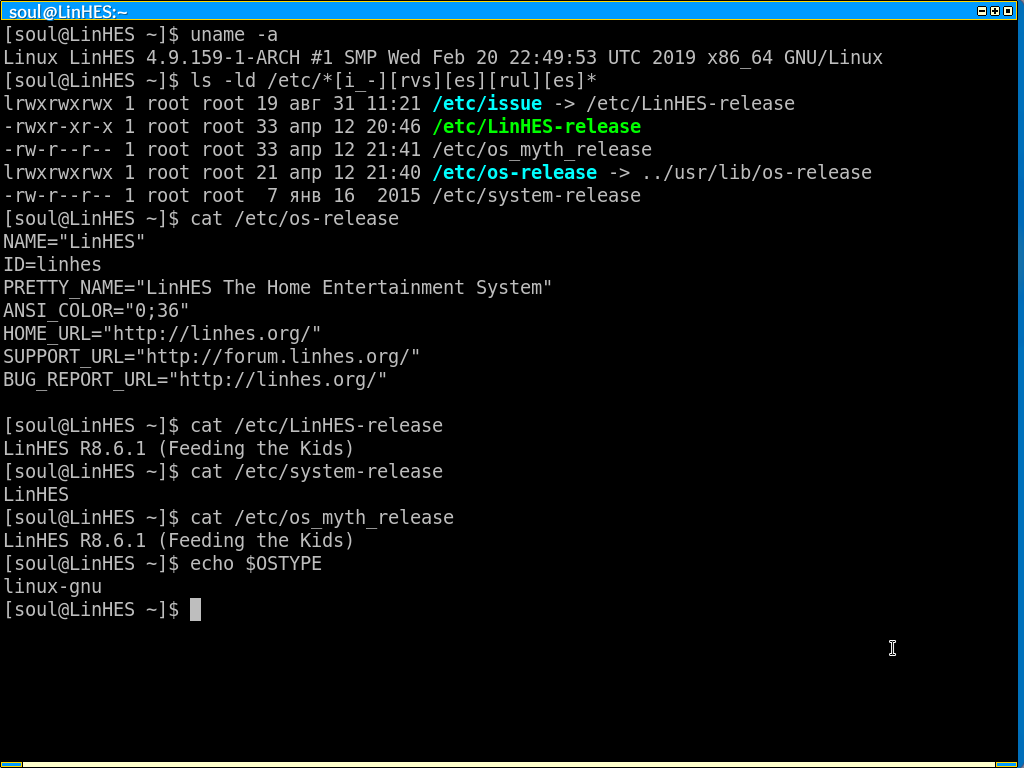 soul@LinHES:~
[soul@LinHES ~]$ uname -a
Linux LinHES 4.9.159-1-ARCH #1 SMP Wed Feb 20 22:49:53 UTC 2019 x86_64 GNU/Linux
[soul@LinHES ~]$ ls -ld /etc/*[i_-][rvs][es][rul][es]*
lrwxrwxrwx 1 root root 19 авг 31 11:21 /etc/issue -> /etc/LinHES-release
-rwxr-xr-x 1 root root 33 апр 12 20:46 /etc/LinHES-release
-rw-r--r-- 1 root root 33 апр 12 21:41 /etc/os_myth_release
lrwxrwxrwx 1 root root 21 апр 12 21:40 /etc/os-release -> ../usr/lib/os-release
-rw-r--r-- 1 root root  7 янв 16  2015 /etc/system-release
[soul@LinHES ~]$ cat /etc/os-release
NAME="LinHES"
ID=linhes
PRETTY_NAME="LinHES The Home Entertainment System"
ANSI_COLOR="0;36"
HOME_URL="http://linhes.org/"
SUPPORT_URL="http://forum.linhes.org/"
BUG_REPORT_URL="http://linhes.org/"

[soul@LinHES ~]$ cat /etc/LinHES-release
LinHES R8.6.1 (Feeding the Kids)
[soul@LinHES ~]$ cat /etc/system-release
LinHES
[soul@LinHES ~]$ cat /etc/os_myth_release
LinHES R8.6.1 (Feeding the Kids)
[soul@LinHES ~]$ echo $OSTYPE
linux-gnu
[soul@LinHES ~]$